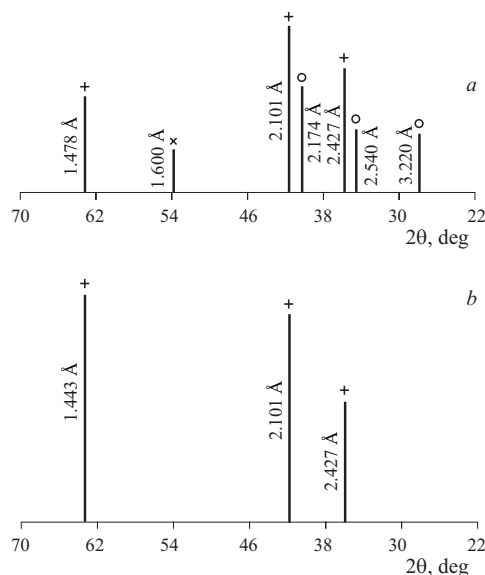 a
+
+
+
×
○
○
○
1.478 Å
1.600 Å
2.101 Å
2.174 Å
2.427 Å
2.540 Å
3.220 Å
70 62 54 46 38 30 22
2θ, deg
b
+
+
+
1.443 Å
2.101 Å
2.427 Å
70 62 54 46 38 30 22
2θ, deg